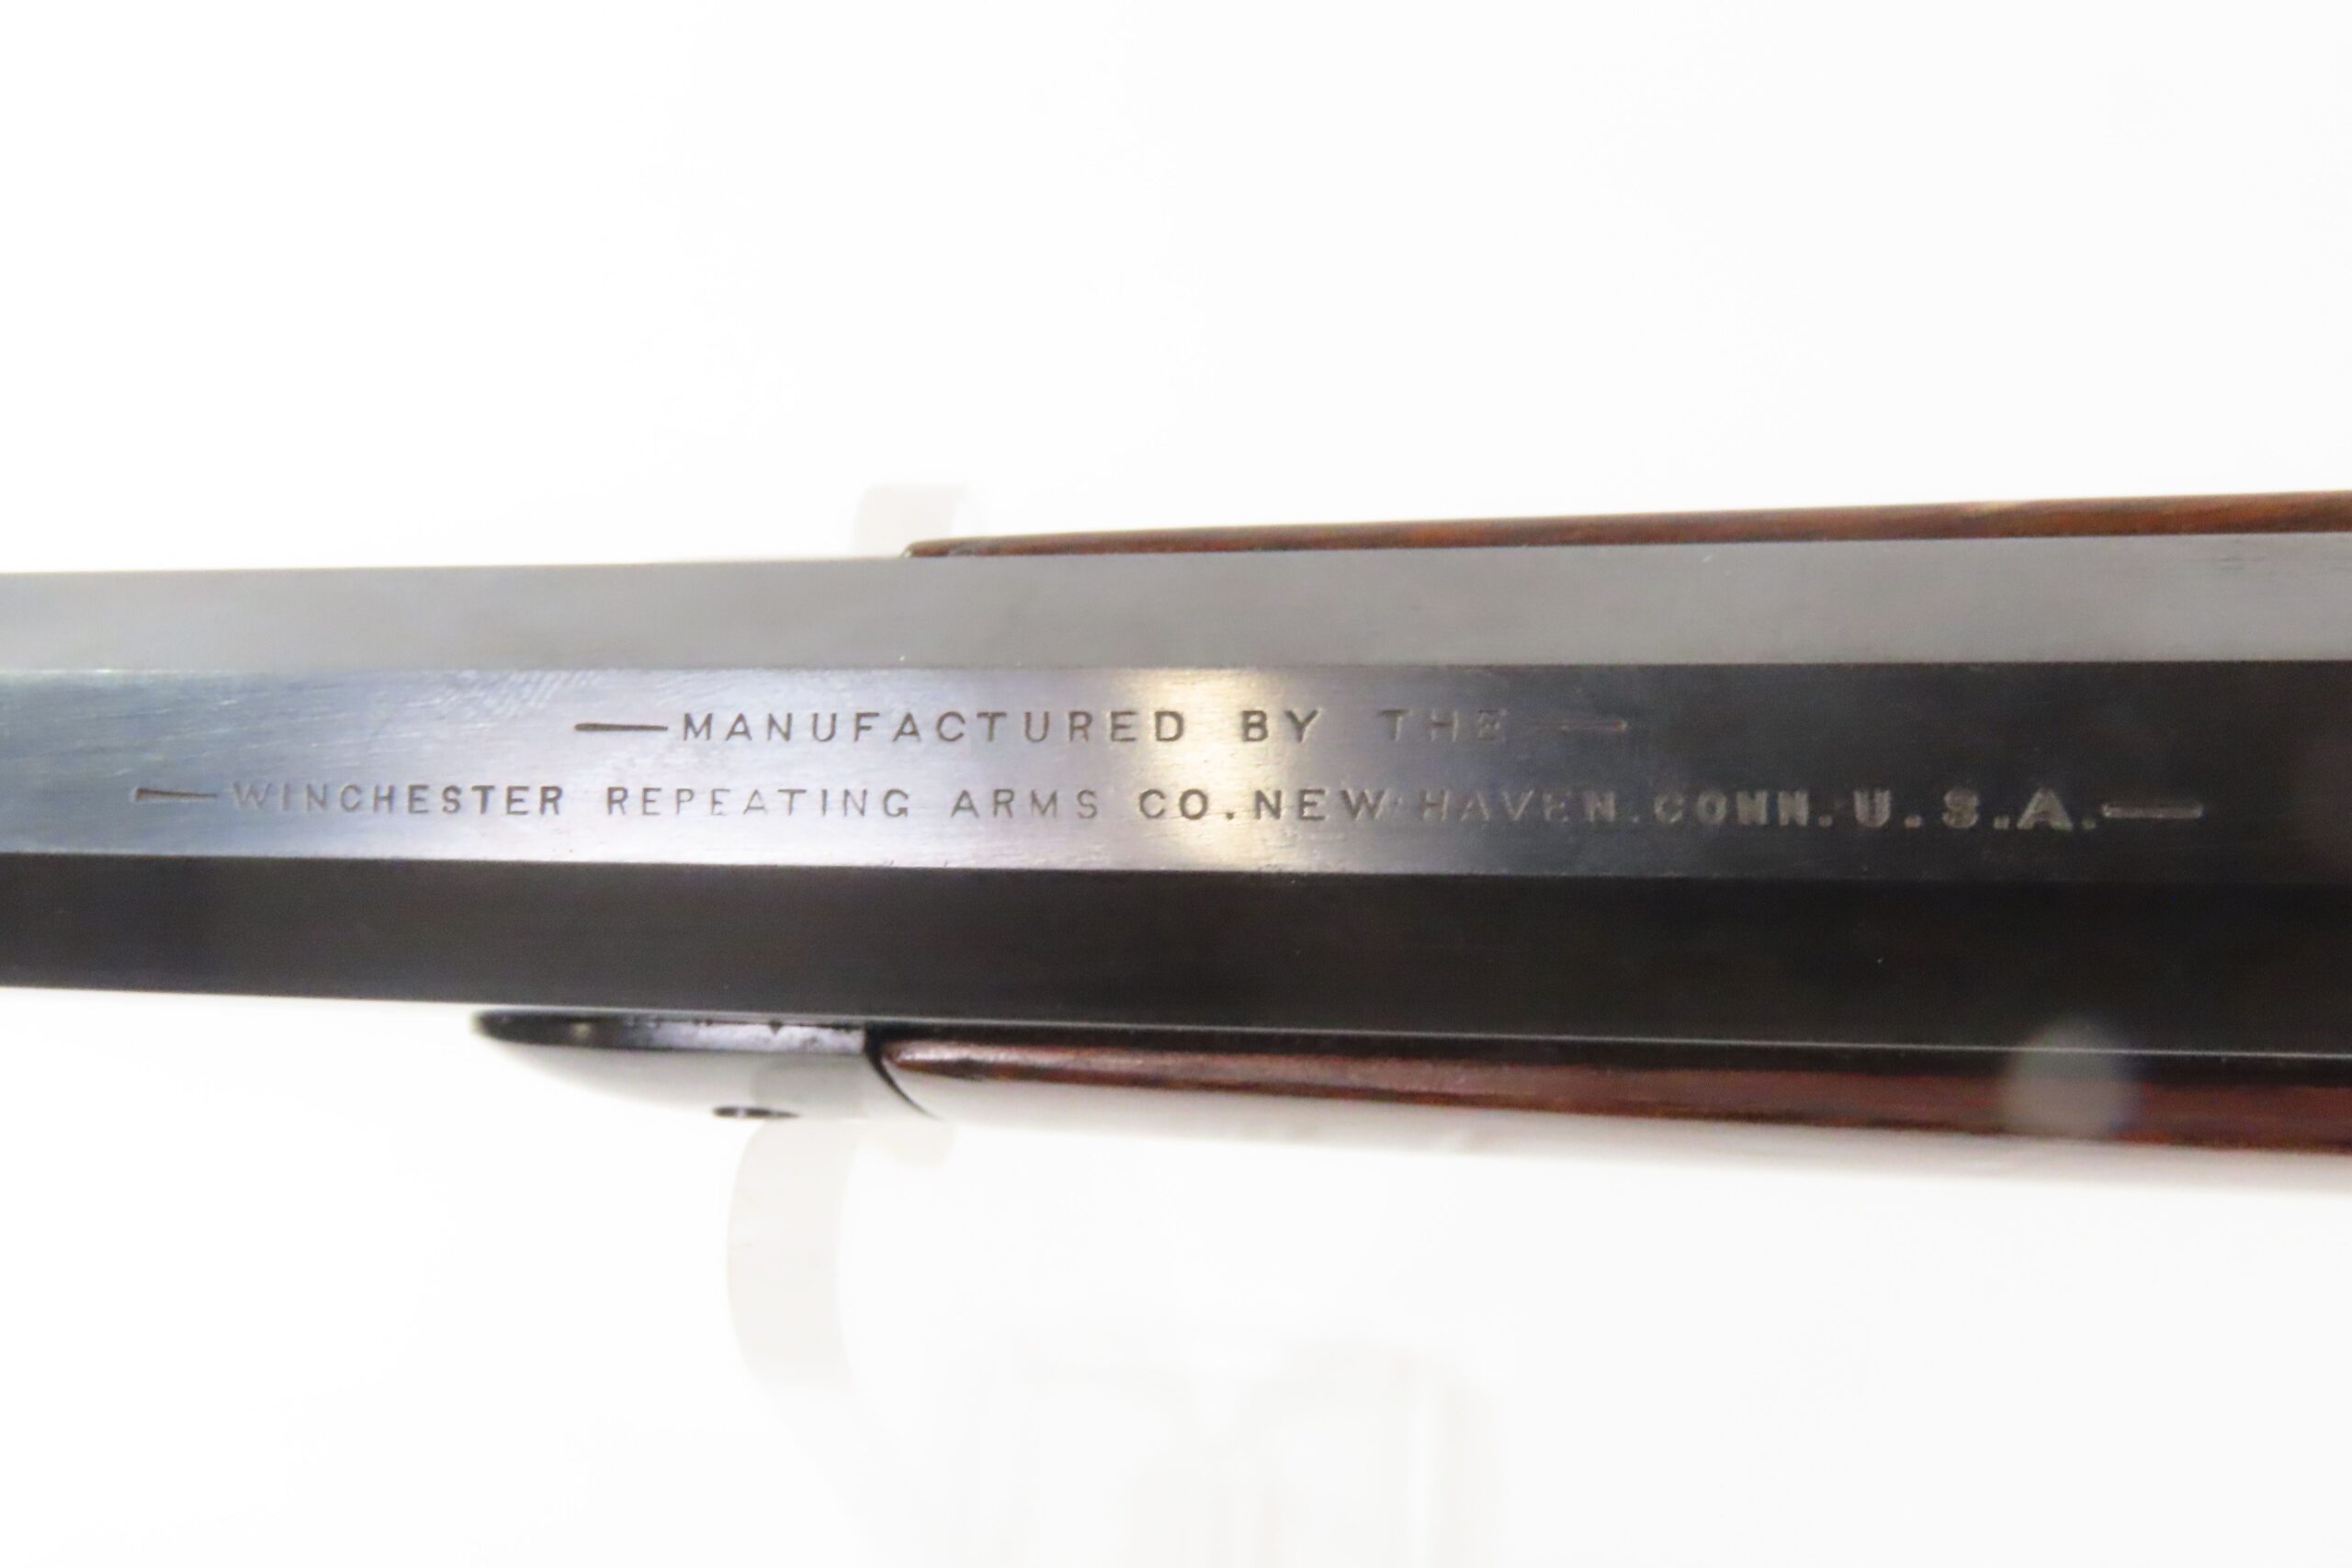 —MANUFACTURED BY THE—
—WINCHESTER REPEATING ARMS CO. NEW HAVEN. CONN. U.S.A.—